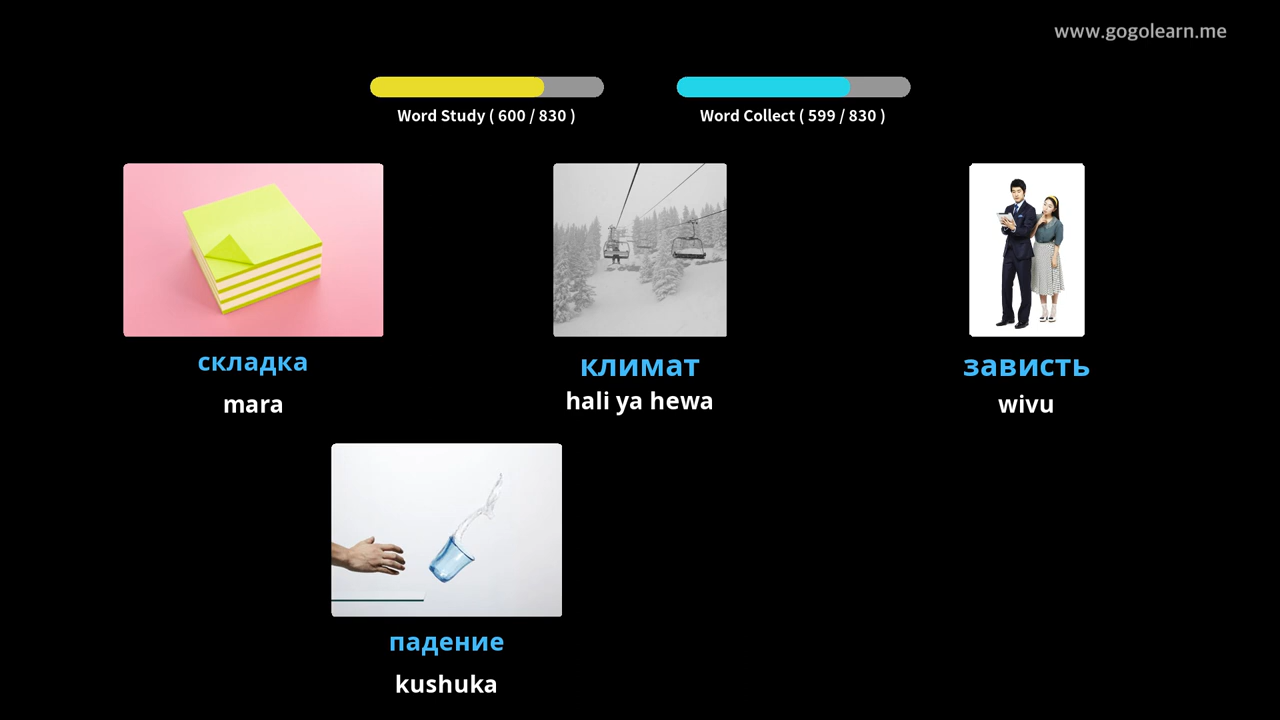 www.gogolearn.me
Word Study ( 600 / 830 )
Word Collect ( 599 / 830 )
складка
mara
климат
hali ya hewa
зависть
wivu
падение
kushuka